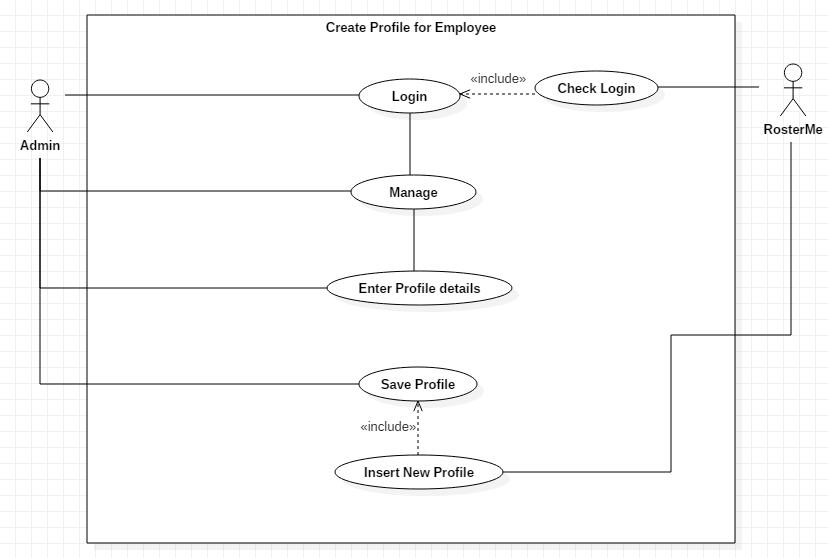 Create Profile for Employee
«include»
Login
Check Login
RosterMe
Admin
Manage
Enter Profile details
Save Profile
«include»
Insert New Profile